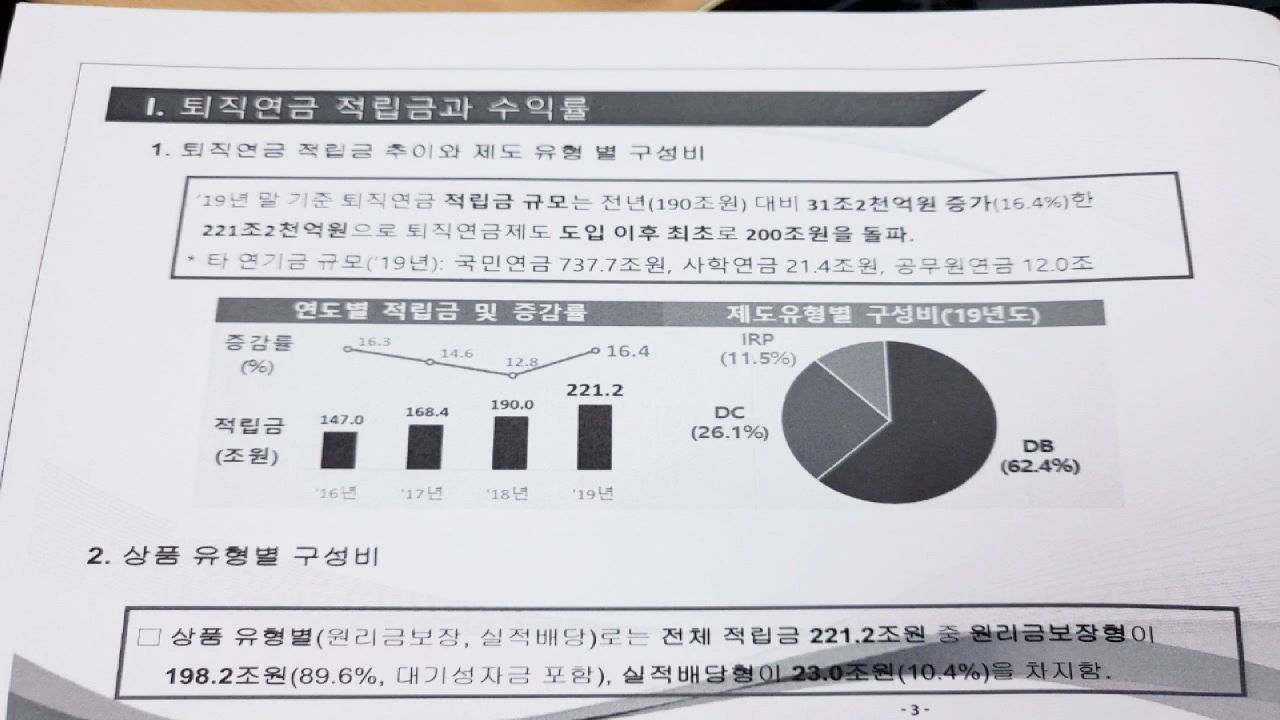 I. 퇴직연금 적립금과 수익률
1. 퇴직연금 적립금 추이와 제도 유형 별 구성비
'19년 말 기준 퇴직연금 적립금 규모는 전년(190조원) 대비 31조2천억원 증가(16.4%)한
221조2천억원으로 퇴직연금제도 도입 이후 최초로 200조원을 돌파.
* 타 연기금 규모('19년): 국민연금 737.7조원, 사학연금 21.4조원, 공무원연금 12.0조
연도별 적립금 및 증감률
증감률
(%)
16.3
14.6
12.8
16.4
적립금
(조원)
147.0
168.4
190.0
221.2
'16년
'17년
'18년
'19년
제도유형별 구성비('19년도)
IRP
(11.5%)
DC
(26.1%)
DB
(62.4%)
2. 상품 유형별 구성비
□ 상품 유형별(원리금보장, 실적배당)로는 전체 적립금 221.2조원 중 원리금보장형이
198.2조원(89.6%, 대기성자금 포함), 실적배당형이 23.0조원(10.4%)을 차지함.
- 3 -